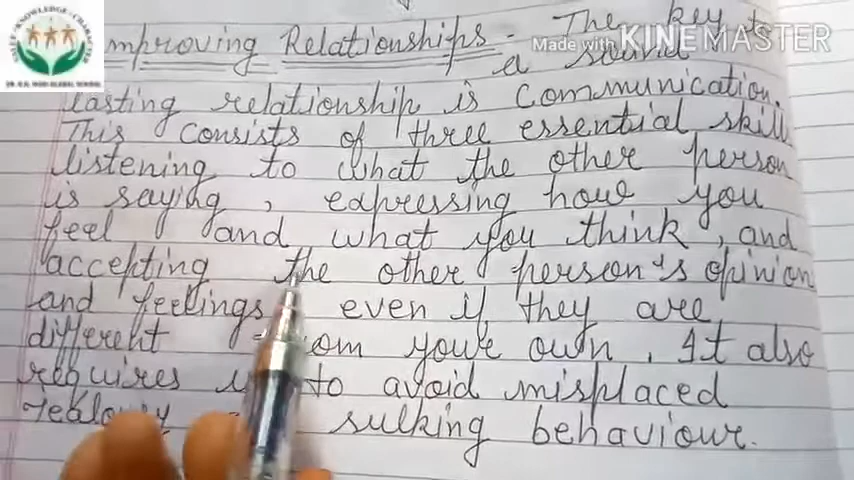 Improving Relationships - The key to
a sound
lasting relationship is communication.
This consists of three essential skill
listening to what the other person
is saying, expressing how you
feel and what you think, and
accepting the other person's opinion
and feelings even if they are
different from your own. It also
requires to avoid misplaced
Jealousy sulking behaviour.
Made with KINEMASTER